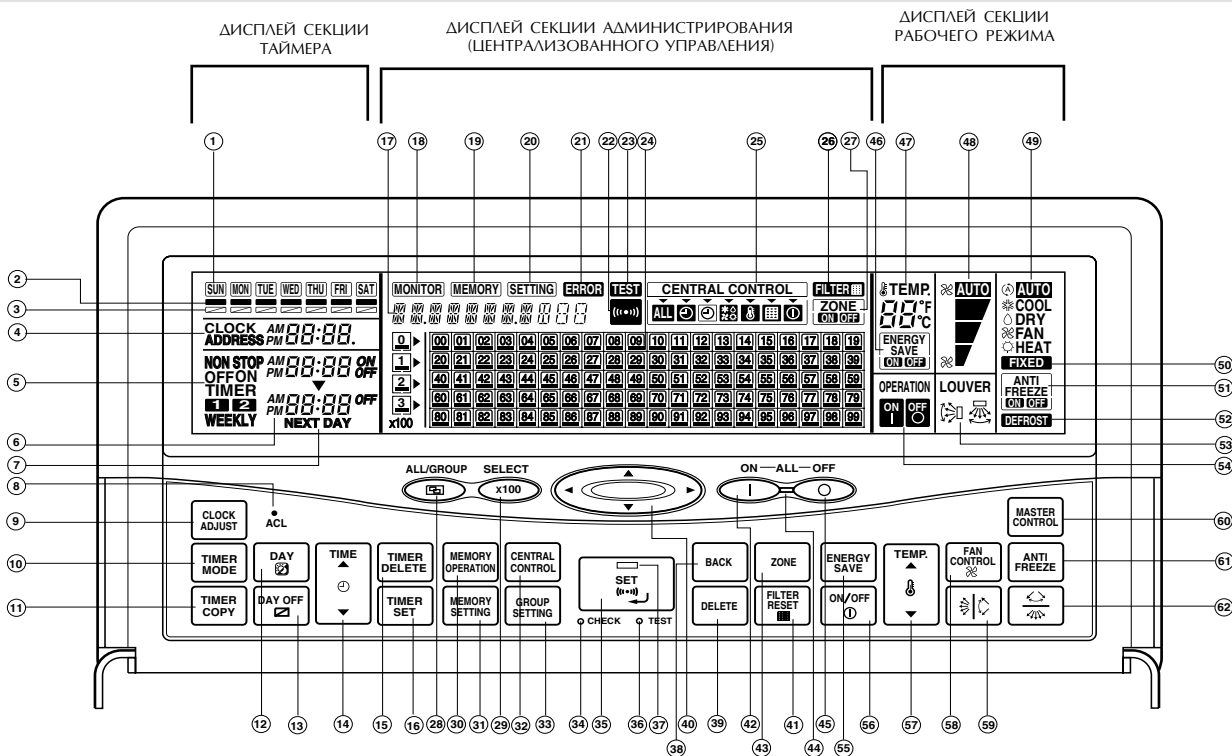 ДИСПЛЕЙ СЕКЦИИ
ТАЙМЕРА
ДИСПЛЕЙ СЕКЦИИ АДМИНИСТРИРОВАНИЯ
(ЦЕНТРАЛИЗОВАННОГО УПРАВЛЕНИЯ)
ДИСПЛЕЙ СЕКЦИИ
РАБОЧЕГО РЕЖИМА
1 17 18 19 20 21 22 23 24 25 26 27 46 47 48 49
2
3
4
5
6
7
8
9
10
11
SUN MON TUE WED THU FRI SAT
CLOCK AM 88:88.
ADDRESS PM
NON STOP AM 88:88 ON
OFF ON PM OFF
TIMER
1 2 AM 88:88 OFF
WEEKLY PM
NEXT DAY
MONITOR MEMORY SETTING ERROR TEST
CENTRAL CONTROL
ALL
FILTER
ZONE
ON OFF
0 00 01 02 03 04 05 06 07 08 09 10 11 12 13 14 15 16 17 18 19
1 20 21 22 23 24 25 26 27 28 29 30 31 32 33 34 35 36 37 38 39
2 40 41 42 43 44 45 46 47 48 49 50 51 52 53 54 55 56 57 58 59
3 60 61 62 63 64 65 66 67 68 69 70 71 72 73 74 75 76 77 78 79
x100 80 81 82 83 84 85 86 87 88 89 90 91 92 93 94 95 96 97 98 99
TEMP.
88 °F
°C
ENERGY
SAVE
ON OFF
OPERATION
ON OFF
AUTO
LOUVER
A AUTO
COOL
DRY
FAN
HEAT
FIXED
ANTI
FREEZE
ON OFF
DEFROST
50
51
52
53
54
60
61
62
ALL/GROUP SELECT
x100
ON ALL OFF
CLOCK
ADJUST
ACL
TIMER
MODE
TIMER
COPY
DAY
DAY OFF
TIME
TIMER
DELETE
TIMER
SET
MEMORY
OPERATION
MEMORY
SETTING
CENTRAL
CONTROL
GROUP
SETTING
SET
CHECK TEST
BACK
DELETE
ZONE
FILTER
RESET
ENERGY
SAVE
ON/OFF
TEMP.
FAN
CONTROL
MASTER
CONTROL
ANTI
FREEZE
12 13 14 15 16 28 30 31 29 32 33 34 35 36 37 38 40 39 42 43 41 44 45 55 56 57 58 59